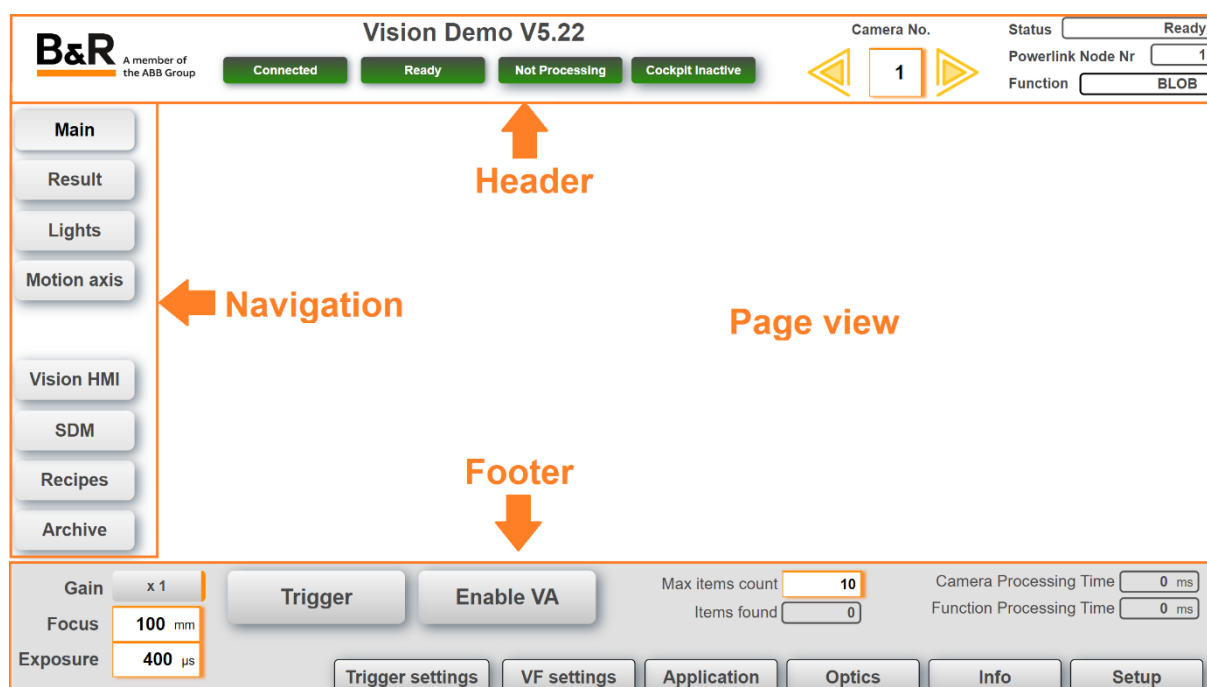 B&R
A member of
the ABB Group
Vision Demo V5.22
Connected
Ready
Not Processing
Cockpit Inactive
Camera No.
1
Status Ready
Powerlink Node Nr 1
Function BLOB
Header
Main
Result
Lights
Motion axis
Navigation
Page view
Vision HMI
SDM
Recipes
Archive
Footer
Gain x 1
Focus 100 mm
Exposure 400 µs
Trigger
Enable VA
Max items count 10
Items found 0
Camera Processing Time 0 ms
Function Processing Time 0 ms
Trigger settings
VF settings
Application
Optics
Info
Setup